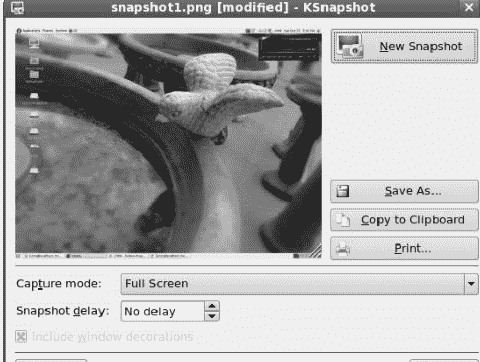 snapshot1.png [modified] - KSnapshot
New Snapshot
Save As...
Copy to Clipboard
Print...
Capture mode: Full Screen
Snapshot delay: No delay
Include window decorations